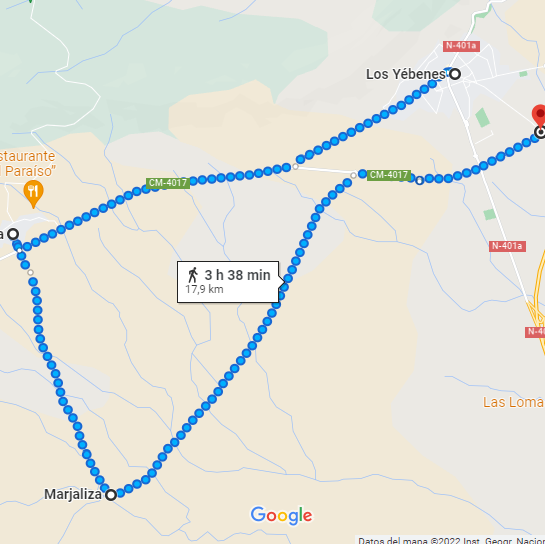 N-401a
Los Yébenes
staurante
Paraíso"
CM-4017
CM-4017
a
N-401a
3 h 38 min
17,9 km
N-4
Las Loma
Marjaliza
Google
Datos del mapa ©2022 Inst. Geogr. Nacior